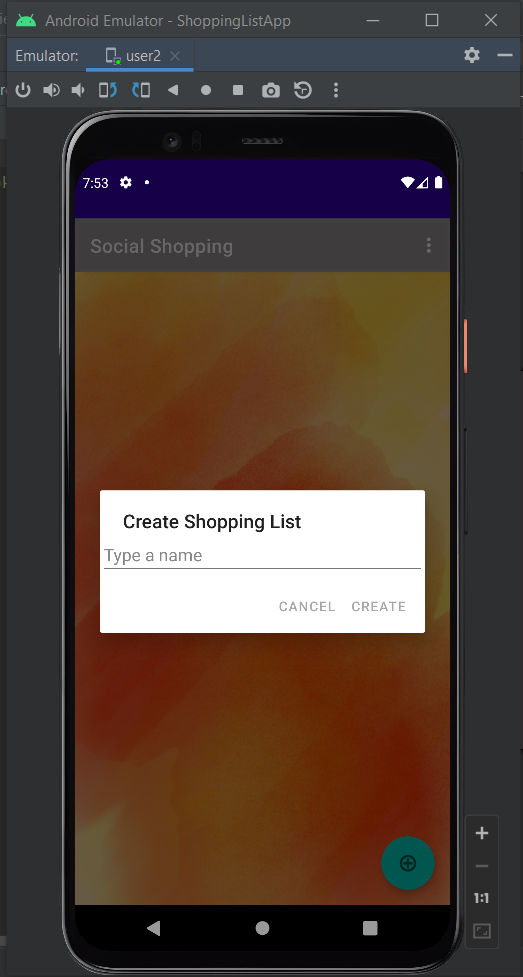 Android Emulator - ShoppingListApp
Emulator:
user2
7:53
Social Shopping
Create Shopping List
Type a name
CANCEL CREATE
1:1